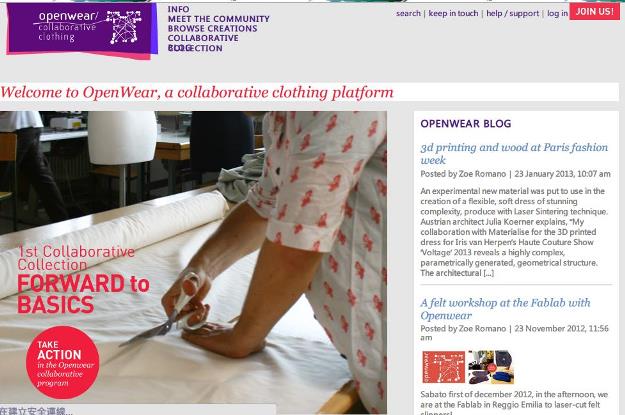 openwear/
collaborative
clothing
INFO
MEET THE COMMUNITY
BROWSE CREATIONS
COLLABORATIVE
COLLECTION
BLOG
search | keep in touch | help / support | log in
JOIN US!
Welcome to OpenWear, a collaborative clothing platform
1st Collaborative
Collection
FORWARD to
BASICS
TAKE
ACTION
in the Openwear
collaborative
program
在建立安全連線...
OPENWEAR BLOG
3d printing and wood at Paris fashion
week
Posted by Zoe Romano | 23 January 2013, 10:07 am
An experimental new material was put to use in the
creation of a flexible, soft dress of stunning
complexity, produce with Laser Sintering technique.
Austrian architect Julia Koerner explains, "My
collaboration with Materialise for the 3D printed
dress for Iris van Herpen's Haute Couture Show
'Voltage' 2013 reveals a highly complex,
parametrically generated, geometrical structure.
The architectural [...]
A felt workshop at the Fablab with
Openwear
Posted by Zoe Romano | 23 November 2012, 11:56
am
openwear
Sabato first of december 2012, in the afternoon, we
are at the Fablab in Reggio Emilia to laser-cut felt
slippers!